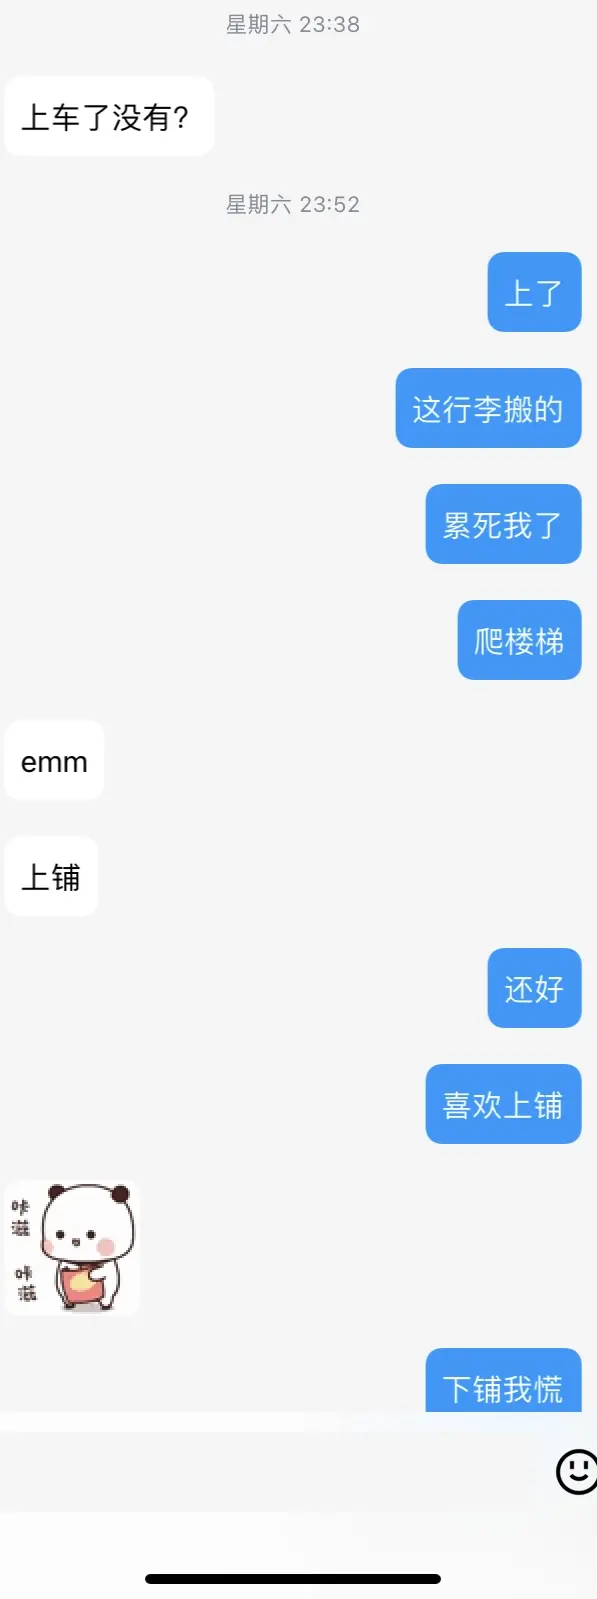 星期六 23:38
上车了没有?
星期六 23:52
上了
这行李搬的
累死我了
爬楼梯
emm
上铺
还好
喜欢上铺
咔
滋
咔
滋
下铺我慌